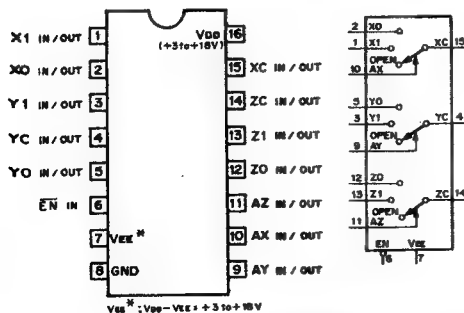 X1 IN/OUT 1
X0 IN/OUT 2
Y1 IN/OUT 3
YC IN/OUT 4
Y0 IN/OUT 5
EN IN 6
7 VEE*
8 GND
VDD 16
(+3to+18V)
15 XC IN/OUT
14 ZC IN/OUT
13 Z1 IN/OUT
12 Z0 IN/OUT
11 AZ IN/OUT
10 AX IN/OUT
9 AY IN/OUT
VEE*: VDD-VEE=+3to+18V
2 X0
1 X1 XC 15
OPEN
10 AX
5 Y0
3 Y1 YC 4
OPEN
9 AY
12 Z0
13 Z1 ZC 14
OPEN
11 AZ
EN VEE
6 7